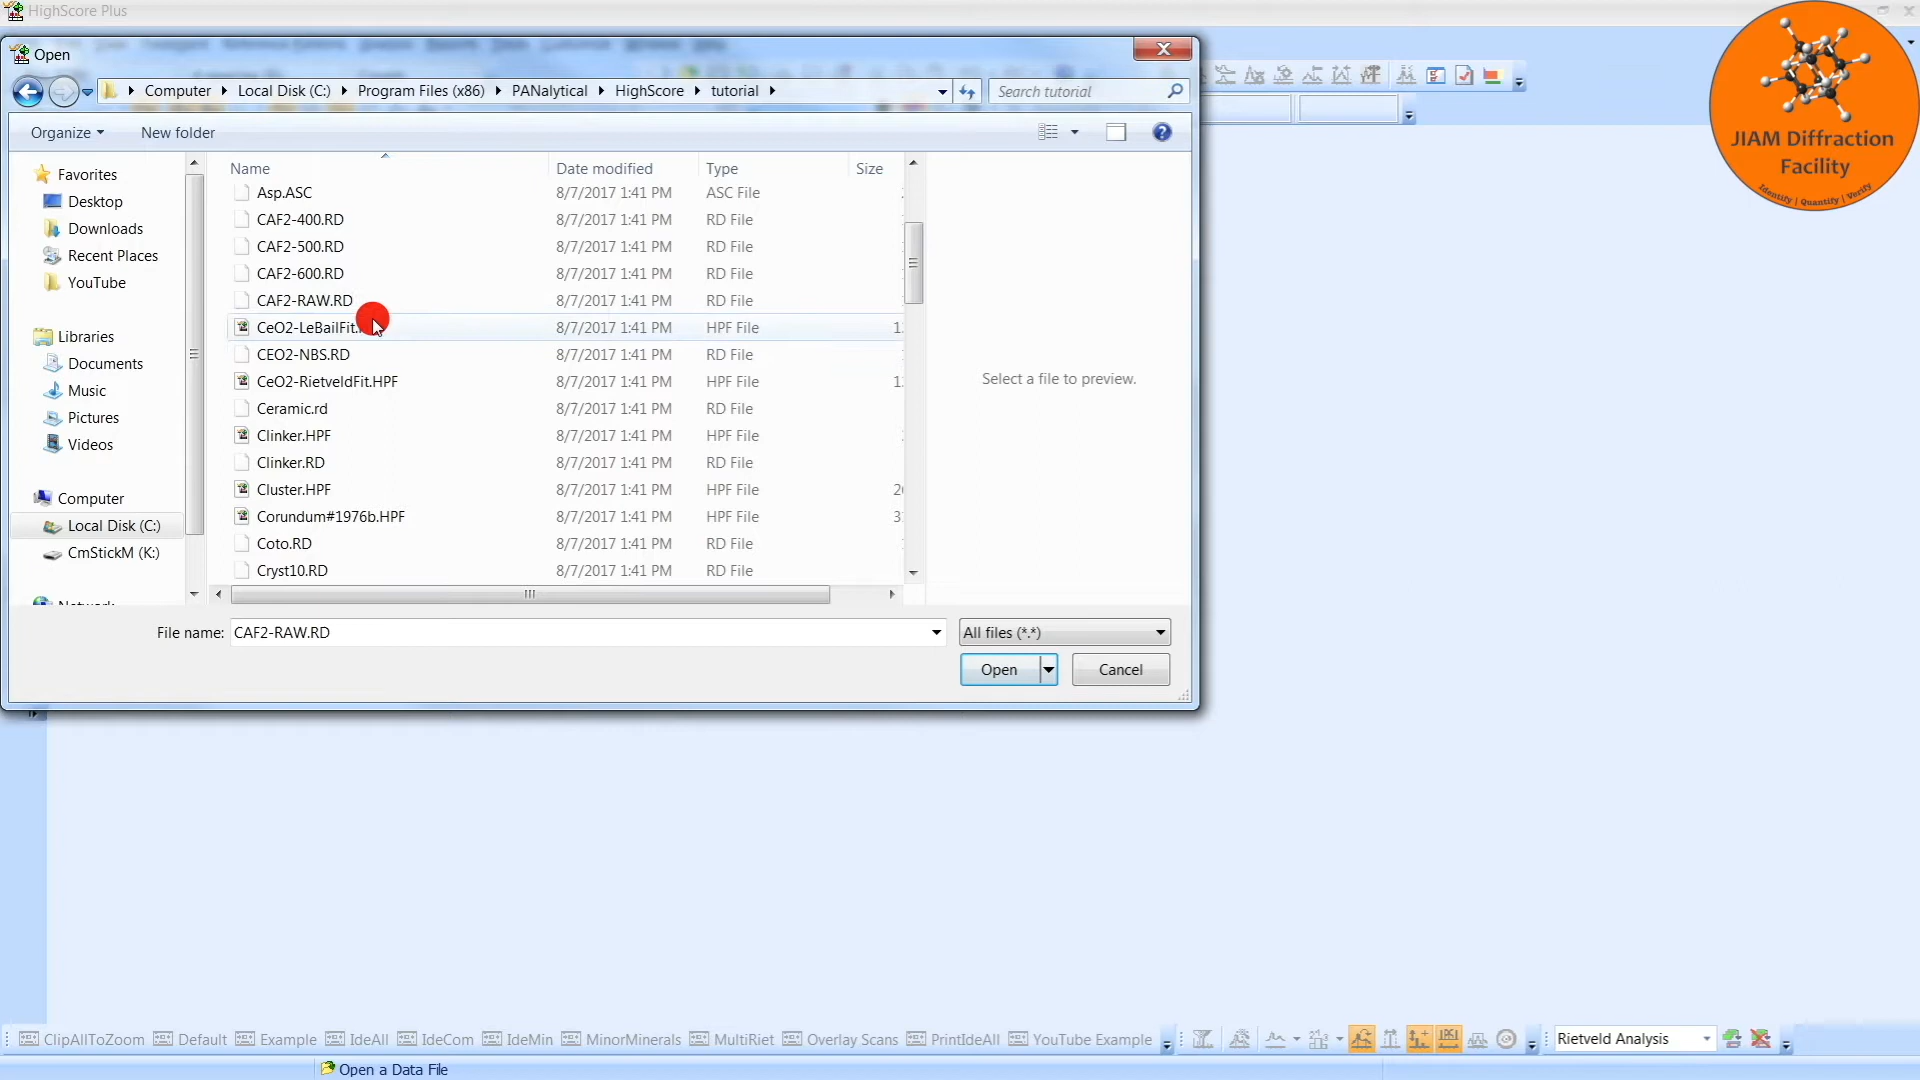 HighScore Plus
Open
Computer Local Disk (C:) Program Files (x86) PANalytical HighScore tutorial
Search tutorial
Organize New folder
Name Date modified Type Size
Favorites
Desktop
Downloads
Recent Places
YouTube
Libraries
Documents
Music
Pictures
Videos
Computer
Local Disk (C:)
CmStickM (K:)
Asp.ASC 8/7/2017 1:41 PM ASC File
CAF2-400.RD 8/7/2017 1:41 PM RD File
CAF2-500.RD 8/7/2017 1:41 PM RD File
CAF2-600.RD 8/7/2017 1:41 PM RD File
CAF2-RAW.RD 8/7/2017 1:41 PM RD File
CeO2-LeBailFit. 8/7/2017 1:41 PM HPF File
CEO2-NBS.RD 8/7/2017 1:41 PM RD File
CeO2-RietveldFit.HPF 8/7/2017 1:41 PM HPF File
Ceramic.rd 8/7/2017 1:41 PM RD File
Clinker.HPF 8/7/2017 1:41 PM HPF File
Clinker.RD 8/7/2017 1:41 PM RD File
Cluster.HPF 8/7/2017 1:41 PM HPF File
Corundum#1976b.HPF 8/7/2017 1:41 PM HPF File
Coto.RD 8/7/2017 1:41 PM RD File
Cryst10.RD 8/7/2017 1:41 PM RD File
Select a file to preview.
File name: CAF2-RAW.RD All files (*.*)
Open Cancel
JIAM Diffraction
Facility
Identify | Quantify | Verify
ClipAllToZoom Default Example IdeAll IdeCom IdeMin MinorMinerals MultiRiet Overlay Scans PrintIdeAll YouTube Example Rietveld Analysis
Open a Data File